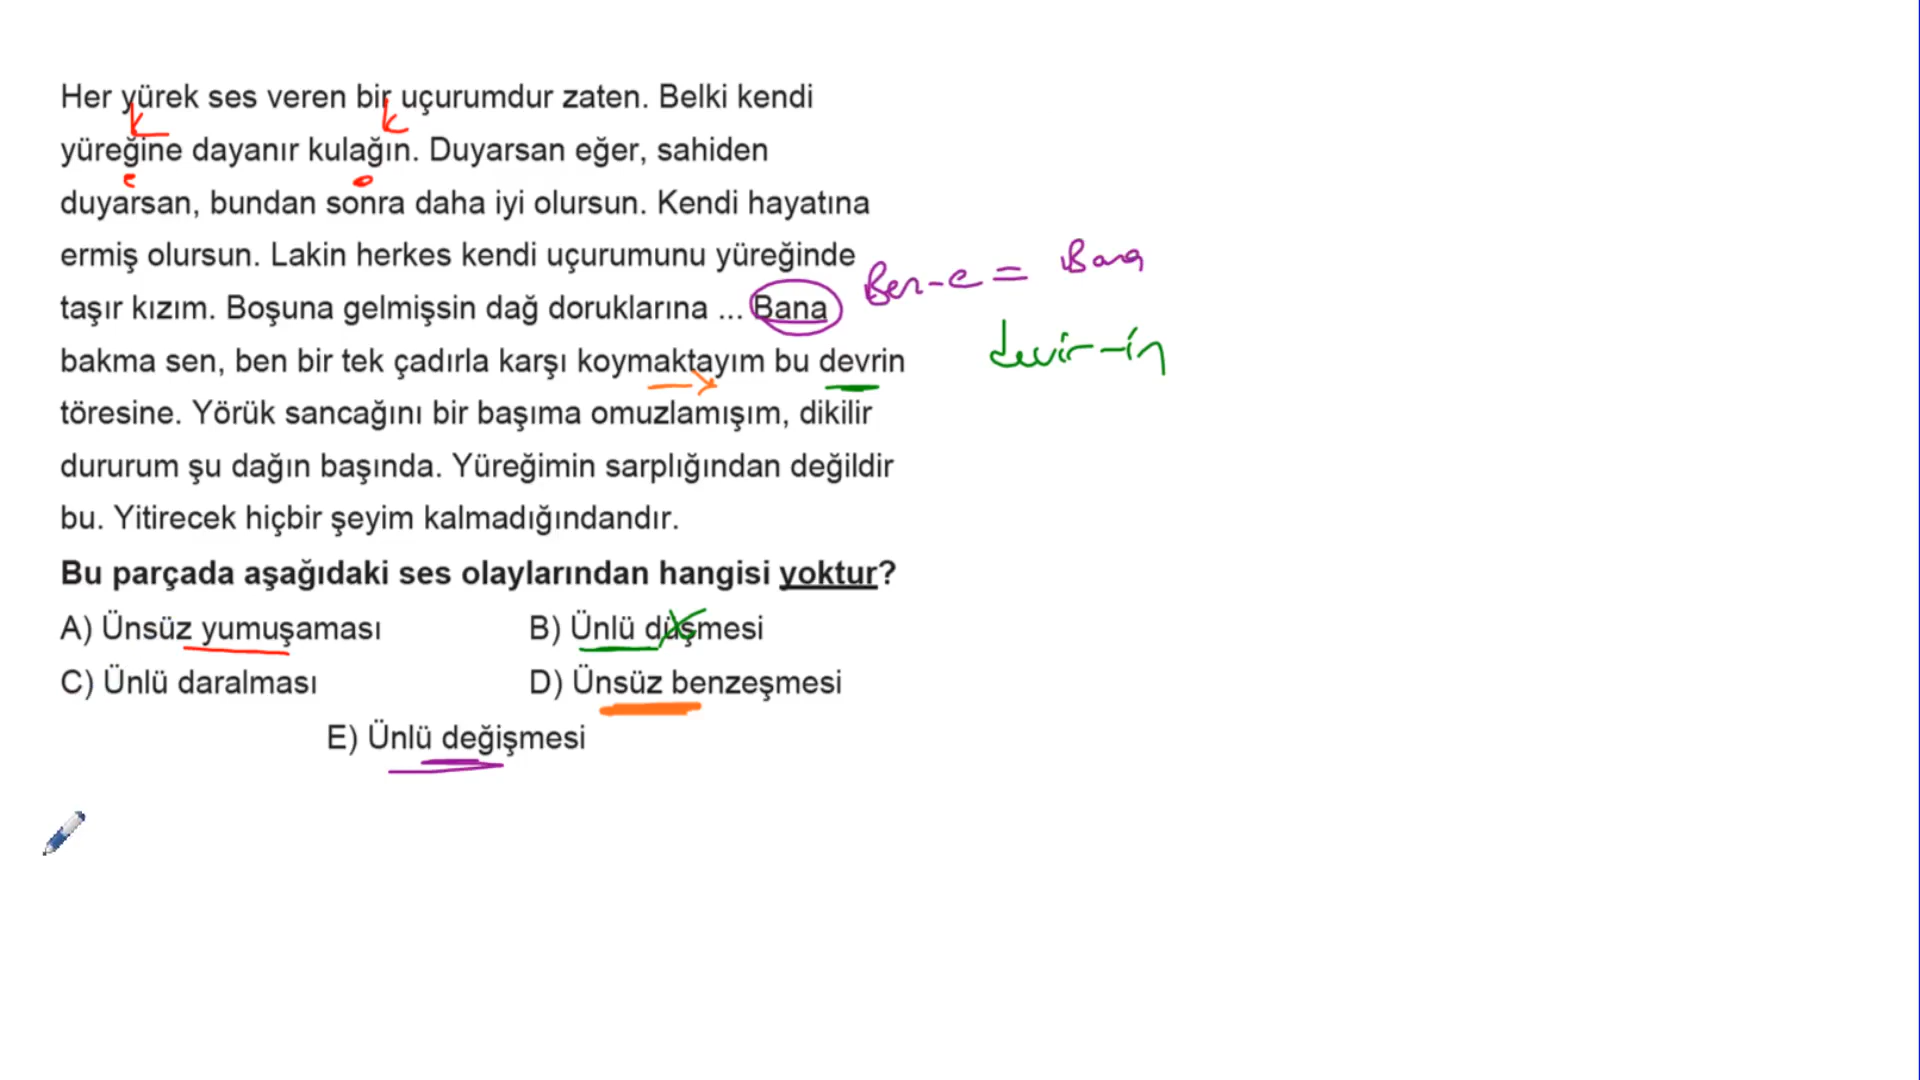 Her yürek ses veren bir uçurumdur zaten. Belki kendi
k k
yüreğine dayanır kulağın. Duyarsan eğer, sahiden
duyarsan, bundan sonra daha iyi olursun. Kendi hayatına
ermiş olursun. Lakin herkes kendi uçurumunu yüreğinde
Ben-e = Bana
taşır kızım. Boşuna gelmişsin dağ doruklarına ... Bana
bakma sen, ben bir tek çadırla karşı koymaktayım bu devrin
devir-in
töresine. Yörük sancağını bir başıma omuzlamışım, dikilir
dururum şu dağın başında. Yüreğimin sarplığından değildir
bu. Yitirecek hiçbir şeyim kalmadığındandır.
Bu parçada aşağıdaki ses olaylarından hangisi yoktur?
A) Ünsüz yumuşaması B) Ünlü düşmesi
C) Ünlü daralması D) Ünsüz benzeşmesi
E) Ünlü değişmesi